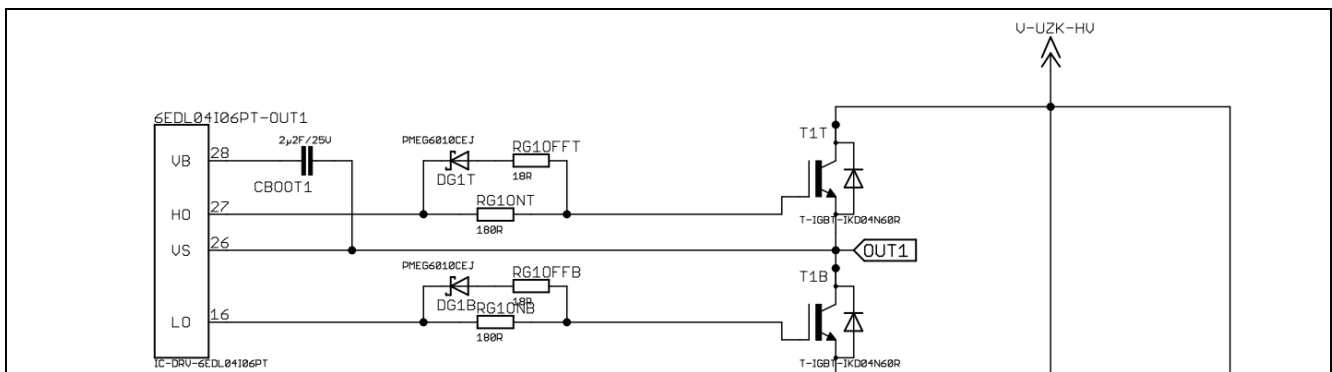 V-UZK-HV
6EDL04I06PT-OUT1
2µ2F/25V
VB 28
CBOOT1
PMEG6010CEJ
RG1OFFT
DG1T
18R
T1T
HO 27
RG1ONT
180R
T-IGBT-IKD04N60R
VS 26
OUT1
PMEG6010CEJ
RG1OFFB
T1B
DG1B
18R
RG1ONB
LO 16
180R
IC-DRV-6EDL04I06PT
T-IGBT-IKD04N60R